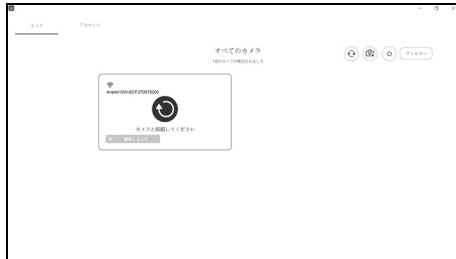 カメラ
アカウント
すべてのカメラ
1台のカメラが検出されました
フィルター
AVerM15W-5CF3705T5200
カメラと接続してください